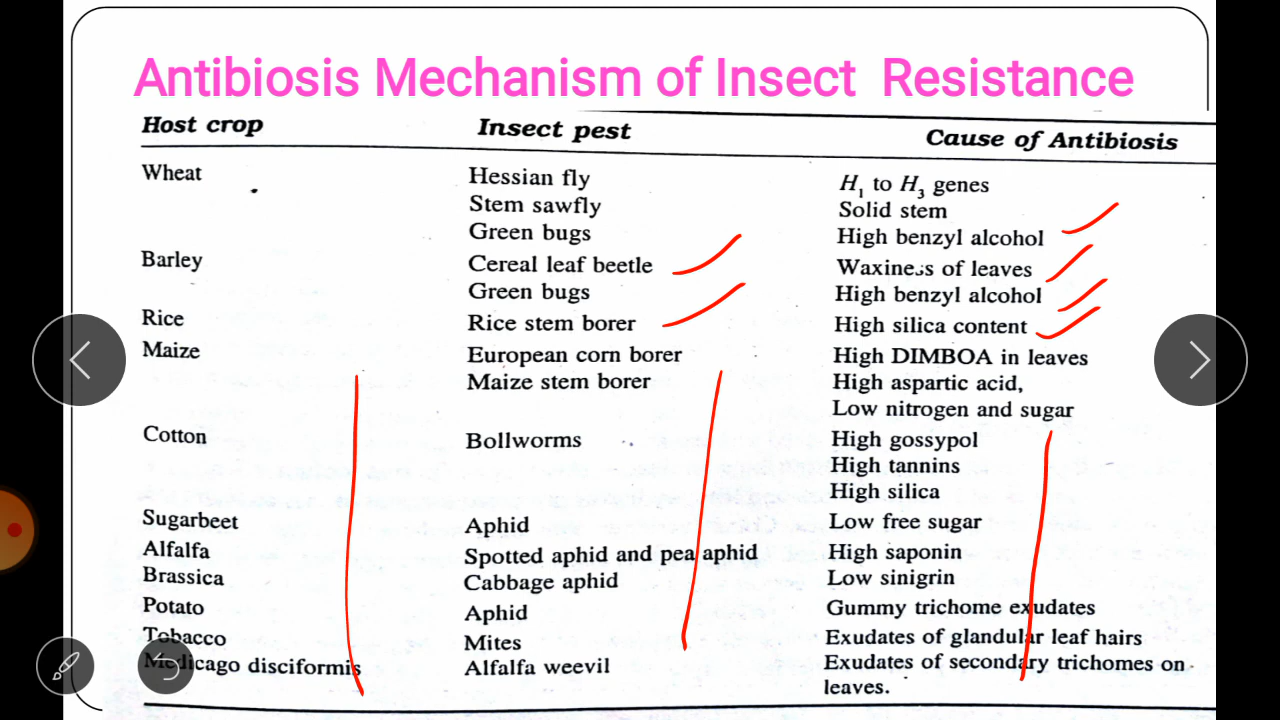 Antibiosis Mechanism of Insect Resistance
Host crop Insect pest Cause of Antibiosis
Wheat Hessian fly H1 to H3 genes
Stem sawfly Solid stem
Green bugs High benzyl alcohol
Barley Cereal leaf beetle Waxiness of leaves
Green bugs High benzyl alcohol
Rice Rice stem borer High silica content
Maize European corn borer High DIMBOA in leaves
Maize stem borer High aspartic acid,
Low nitrogen and sugar
Cotton Bollworms High gossypol
High tannins
High silica
Sugarbeet Aphid Low free sugar
Alfalfa Spotted aphid and pea aphid High saponin
Brassica Cabbage aphid Low sinigrin
Potato Aphid Gummy trichome exudates
Tobacco Mites Exudates of glandular leaf hairs
Medicago disciformis Alfalfa weevil Exudates of secondary trichomes on
leaves.